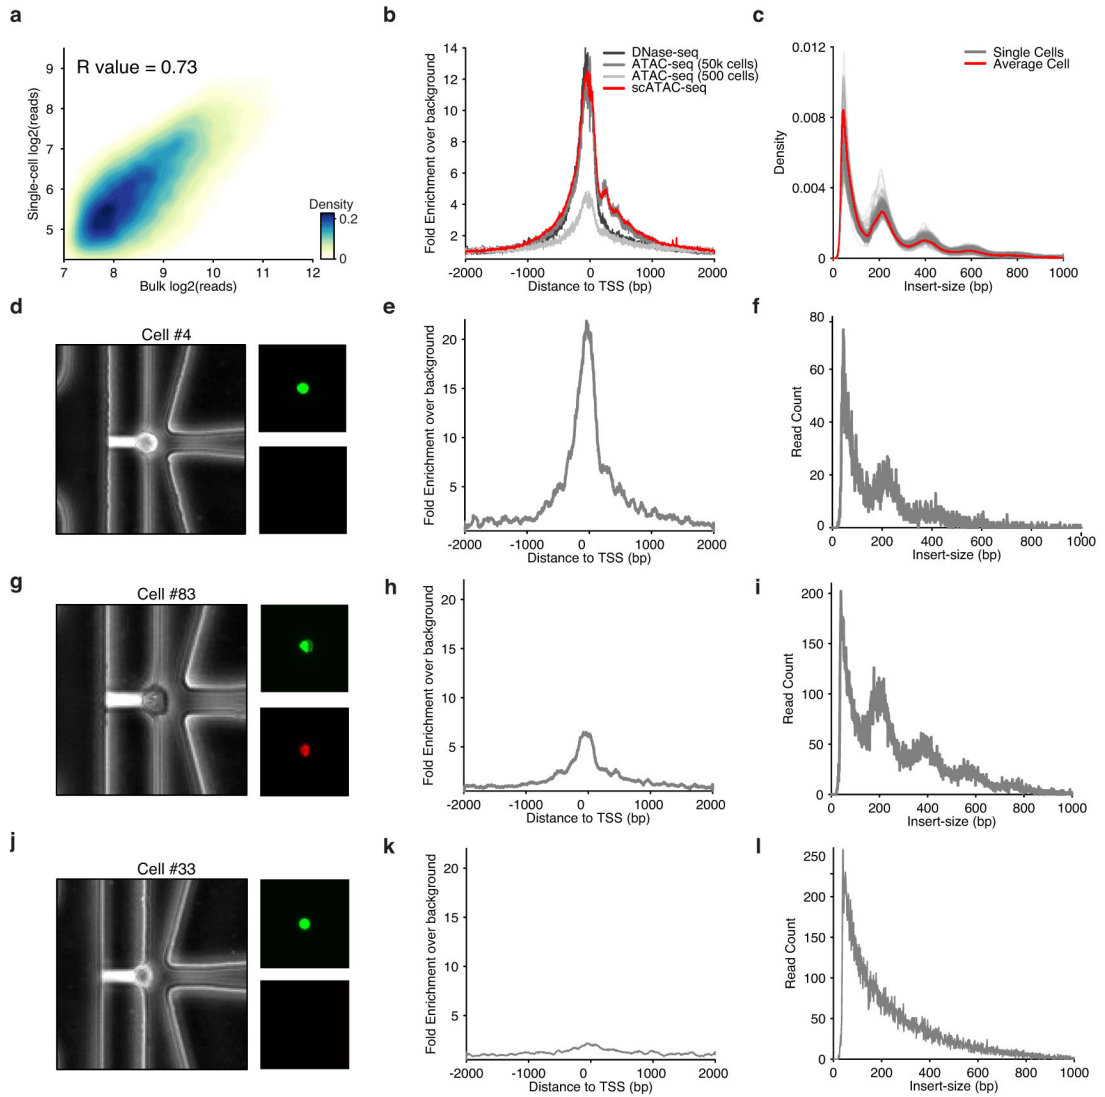 a
R value = 0.73
Single-cell log2(reads)
9
8
7
6
5
7
8
9
10
11
12
Bulk log2(reads)
Density
0.2
0
b
Fold Enrichment over background
14
12
10
8
6
4
2
-2000
-1000
0
1000
2000
Distance to TSS (bp)
DNase-seq
ATAC-seq (50k cells)
ATAC-seq (500 cells)
scATAC-seq
c
Density
0.012
0.008
0.004
0
0
200
400
600
800
1000
Insert-size (bp)
Single Cells
Average Cell
d
Cell #4
e
Fold Enrichment over background
20
15
10
5
-2000
-1000
0
1000
2000
Distance to TSS (bp)
f
Read Count
80
60
40
20
0
0
200
400
600
800
1000
Insert-size (bp)
g
Cell #83
h
Fold Enrichment over background
20
15
10
5
-2000
-1000
0
1000
2000
Distance to TSS (bp)
i
Read Count
200
150
100
50
0
0
200
400
600
800
1000
Insert-size (bp)
j
Cell #33
k
Fold Enrichment over background
20
15
10
5
-2000
-1000
0
1000
2000
Distance to TSS (bp)
l
Read Count
250
200
150
100
50
0
0
200
400
600
800
1000
Insert-size (bp)